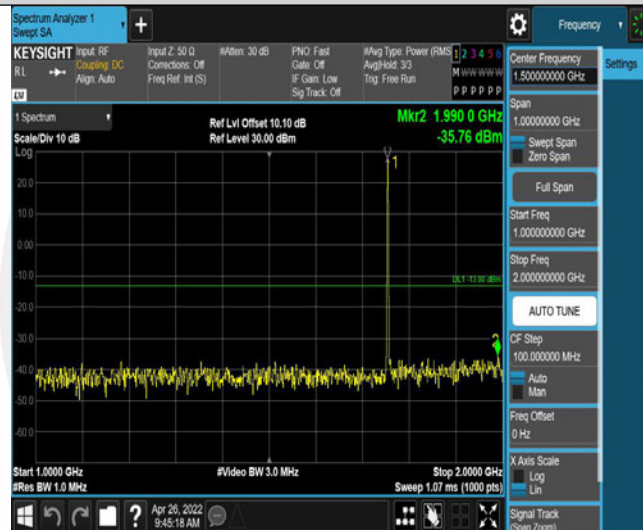 Spectrum Analyzer 1
Swept SA
Frequency
KEYSIGHT
Input: RF
Coupling: DC
Align: Auto
Input Z: 50 Ω
Corrections: Off
Freq Ref: Int (S)
#Atten: 30 dB
PNO: Fast
Gate: Off
IF Gain: Low
Sig Track: Off
#Avg Type: Power (RMS
Avg|Hold: 3/3
Trig: Free Run
1 2 3 4 5 6
M W W W W W
P P P P P P
RL
LXI
1 Spectrum
Scale/Div 10 dB
Log
Ref Lvl Offset 10.10 dB
Ref Level 30.00 dBm
Mkr2 1.990 0 GHz
-35.76 dBm
1
20.0
10.0
0.00
-10.0
DL1 -13.00 dBm
-20.0
-30.0
2
-40.0
-50.0
-60.0
Start 1.0000 GHz
#Res BW 1.0 MHz
#Video BW 3.0 MHz
Stop 2.0000 GHz
Sweep 1.07 ms (1000 pts)
Apr 26, 2022
9:45:18 AM
Center Frequency
1.500000000 GHz
Settings
Span
1.00000000 GHz
Swept Span
Zero Span
Full Span
Start Freq
1.000000000 GHz
Stop Freq
2.000000000 GHz
AUTO TUNE
CF Step
100.000000 MHz
Auto
Man
Freq Offset
0 Hz
X Axis Scale
Log
Lin
Signal Track
(Span Zoom)